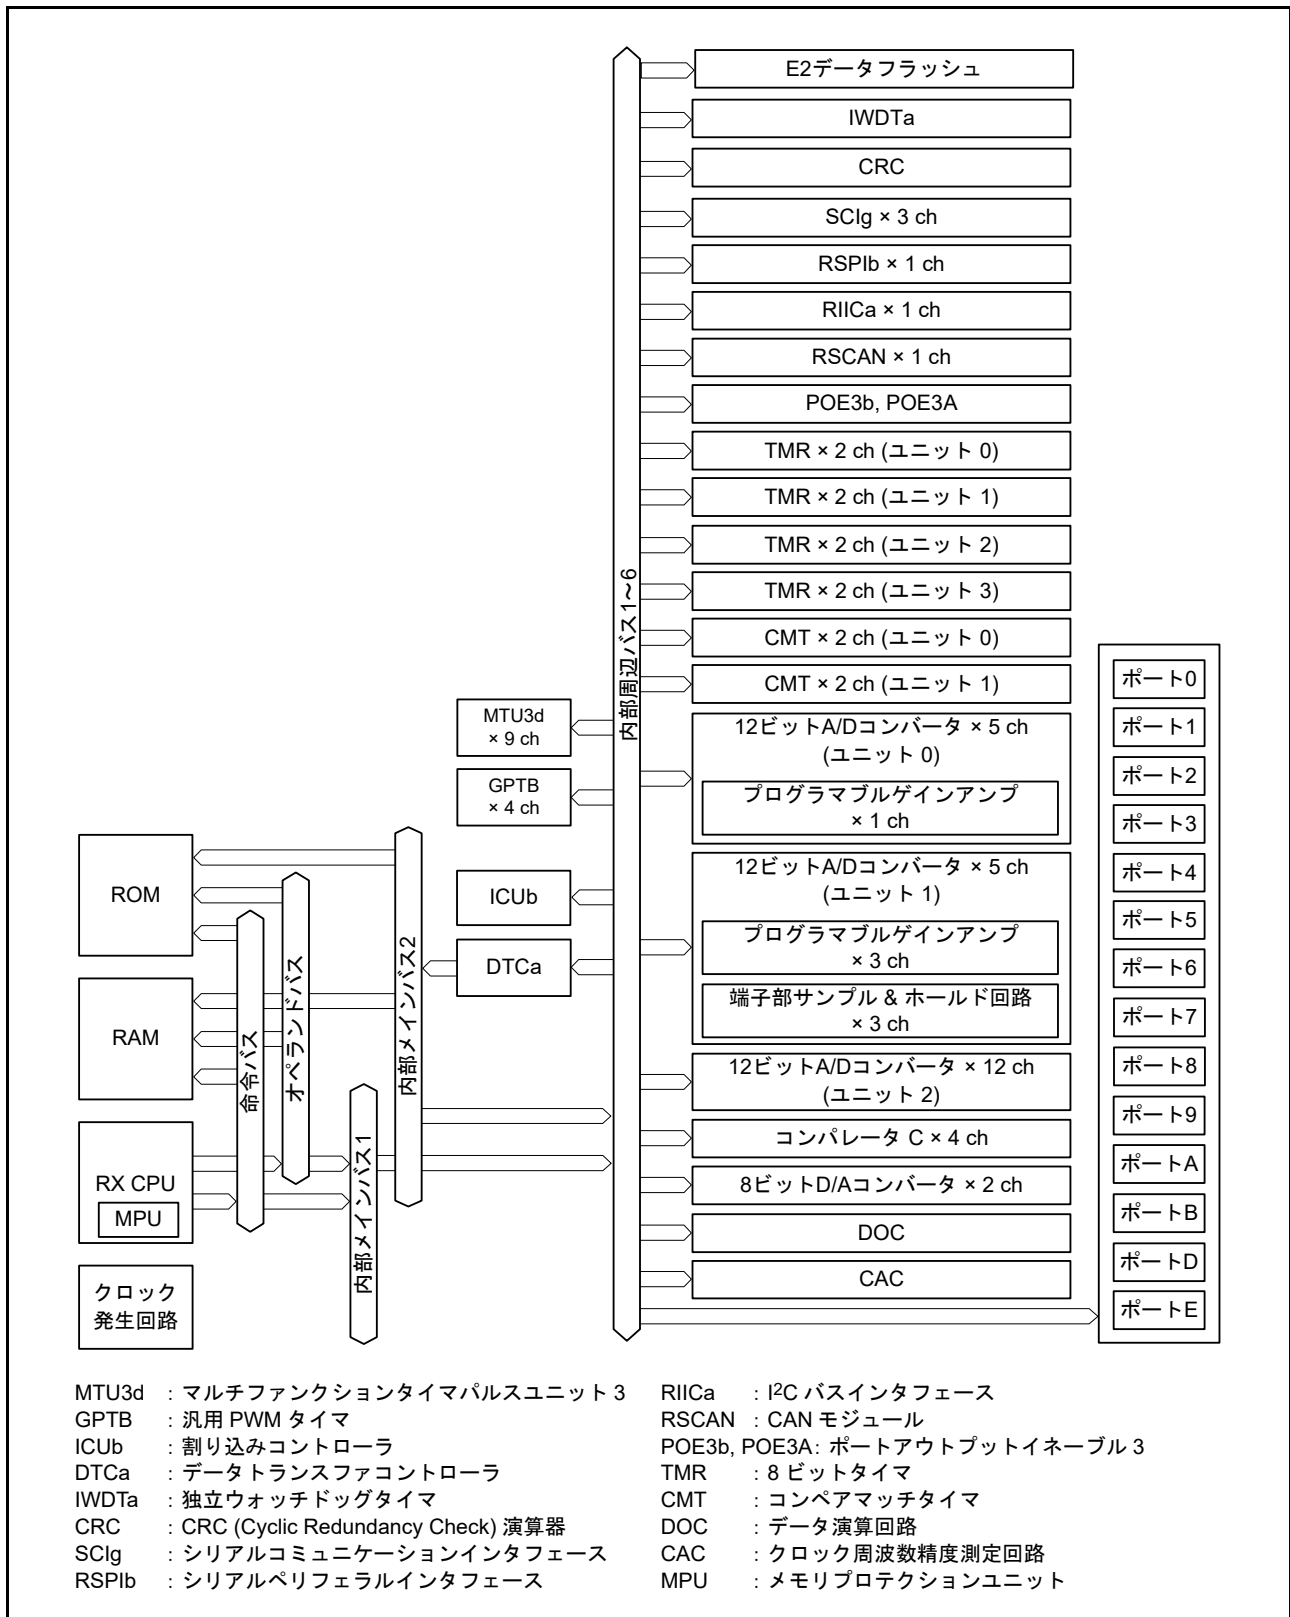 E2データフラッシュ
IWDTa
CRC
SCIg × 3 ch
RSPIb × 1 ch
RIICa × 1 ch
RSCAN × 1 ch
POE3b, POE3A
TMR × 2 ch (ユニット 0)
TMR × 2 ch (ユニット 1)
TMR × 2 ch (ユニット 2)
TMR × 2 ch (ユニット 3)
CMT × 2 ch (ユニット 0)
CMT × 2 ch (ユニット 1)
12ビットA/Dコンバータ × 5 ch
(ユニット 0)
プログラマブルゲインアンプ
× 1 ch
12ビットA/Dコンバータ × 5 ch
(ユニット 1)
プログラマブルゲインアンプ
× 3 ch
端子部サンプル & ホールド回路
× 3 ch
12ビットA/Dコンバータ × 12 ch
(ユニット 2)
コンパレータ C × 4 ch
8ビットD/Aコンバータ × 2 ch
DOC
CAC
内部周辺バス1～6
MTU3d
× 9 ch
GPTB
× 4 ch
ICUb
DTCa
ROM
RAM
RX CPU
MPU
クロック
発生回路
命令バス
オペランドバス
内部メインバス1
内部メインバス2
ポート0
ポート1
ポート2
ポート3
ポート4
ポート5
ポート6
ポート7
ポート8
ポート9
ポートA
ポートB
ポートD
ポートE
MTU3d : マルチファンクションタイマパルスユニット 3
GPTB : 汎用 PWM タイマ
ICUb : 割り込みコントローラ
DTCa : データトランスファコントローラ
IWDTa : 独立ウォッチドッグタイマ
CRC : CRC (Cyclic Redundancy Check) 演算器
SCIg : シリアルコミュニケーションインタフェース
RSPIb : シリアルペリフェラルインタフェース
RIICa : I2C バスインタフェース
RSCAN : CAN モジュール
POE3b, POE3A : ポートアウトプットイネーブル 3
TMR : 8 ビットタイマ
CMT : コンペアマッチタイマ
DOC : データ演算回路
CAC : クロック周波数精度測定回路
MPU : メモリプロテクションユニット